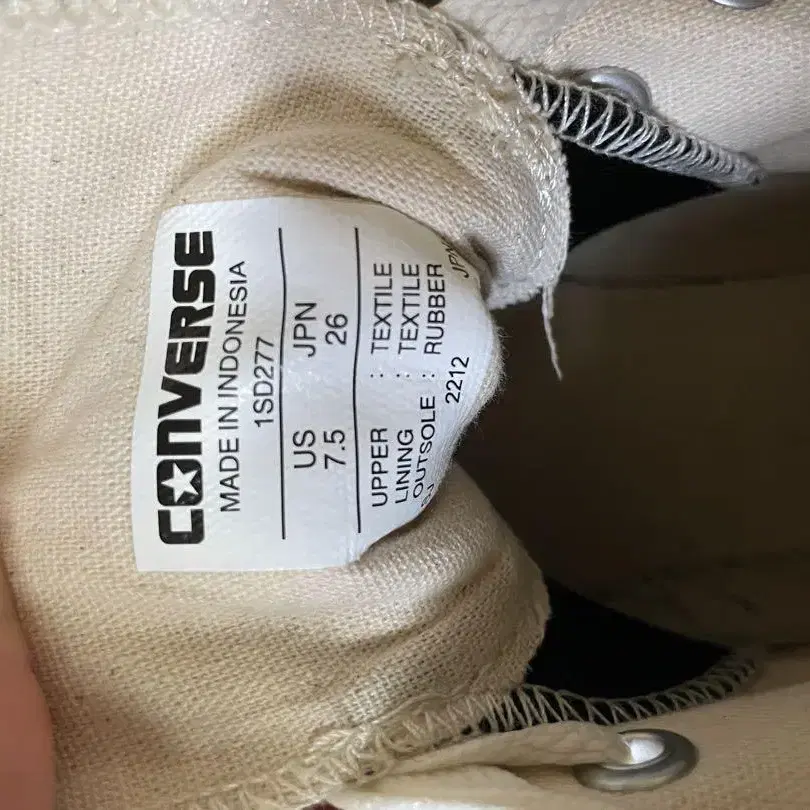 CONVERSE
MADE IN INDONESIA
1SD277
US JPN
7.5 26
UPPER : TEXTILE
LINING : TEXTILE
OUTSOLE : RUBBER
2212